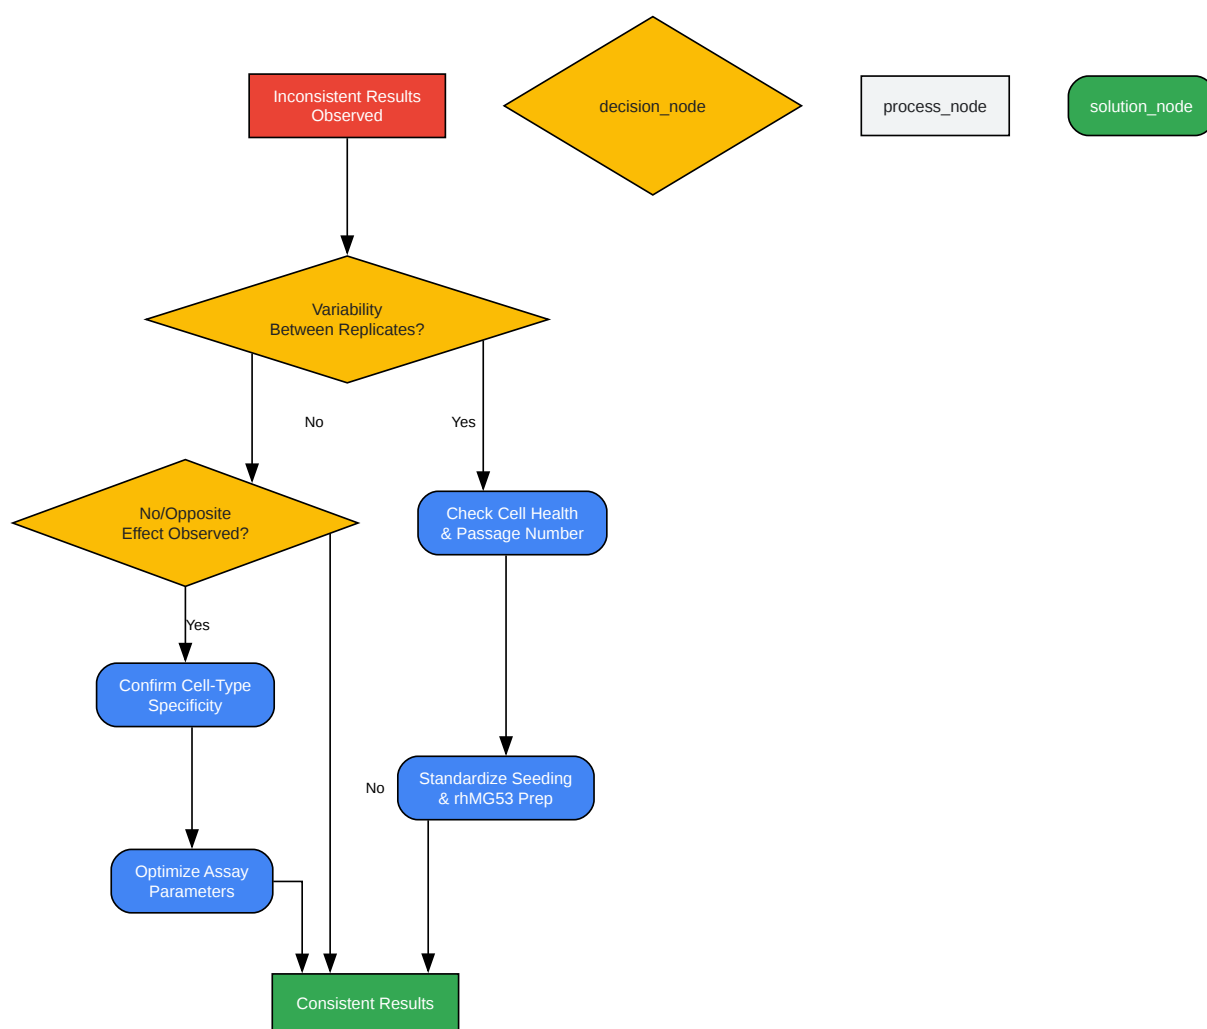 Inconsistent Results
Observed
decision_node
process_node
solution_node
Variability
Between Replicates?
No
Yes
No/Opposite
Effect Observed?
Check Cell Health
& Passage Number
Yes
Confirm Cell-Type
Specificity
Standardize Seeding
& rhMG53 Prep
No
Optimize Assay
Parameters
Consistent Results